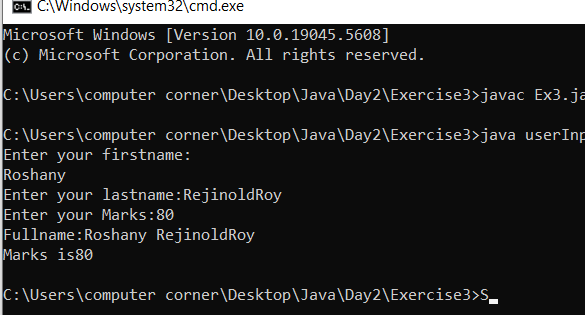 C:\Windows\system32\cmd.exe
Microsoft Windows [Version 10.0.19045.5608]
(c) Microsoft Corporation. All rights reserved.
C:\Users\computer corner\Desktop\Java\Day2\Exercise3>javac Ex3.ja
C:\Users\computer corner\Desktop\Java\Day2\Exercise3>java userInp
Enter your firstname:
Roshany
Enter your lastname:RejinoldRoy
Enter your Marks:80
Fullname:Roshany RejinoldRoy
Marks is80
C:\Users\computer corner\Desktop\Java\Day2\Exercise3>S